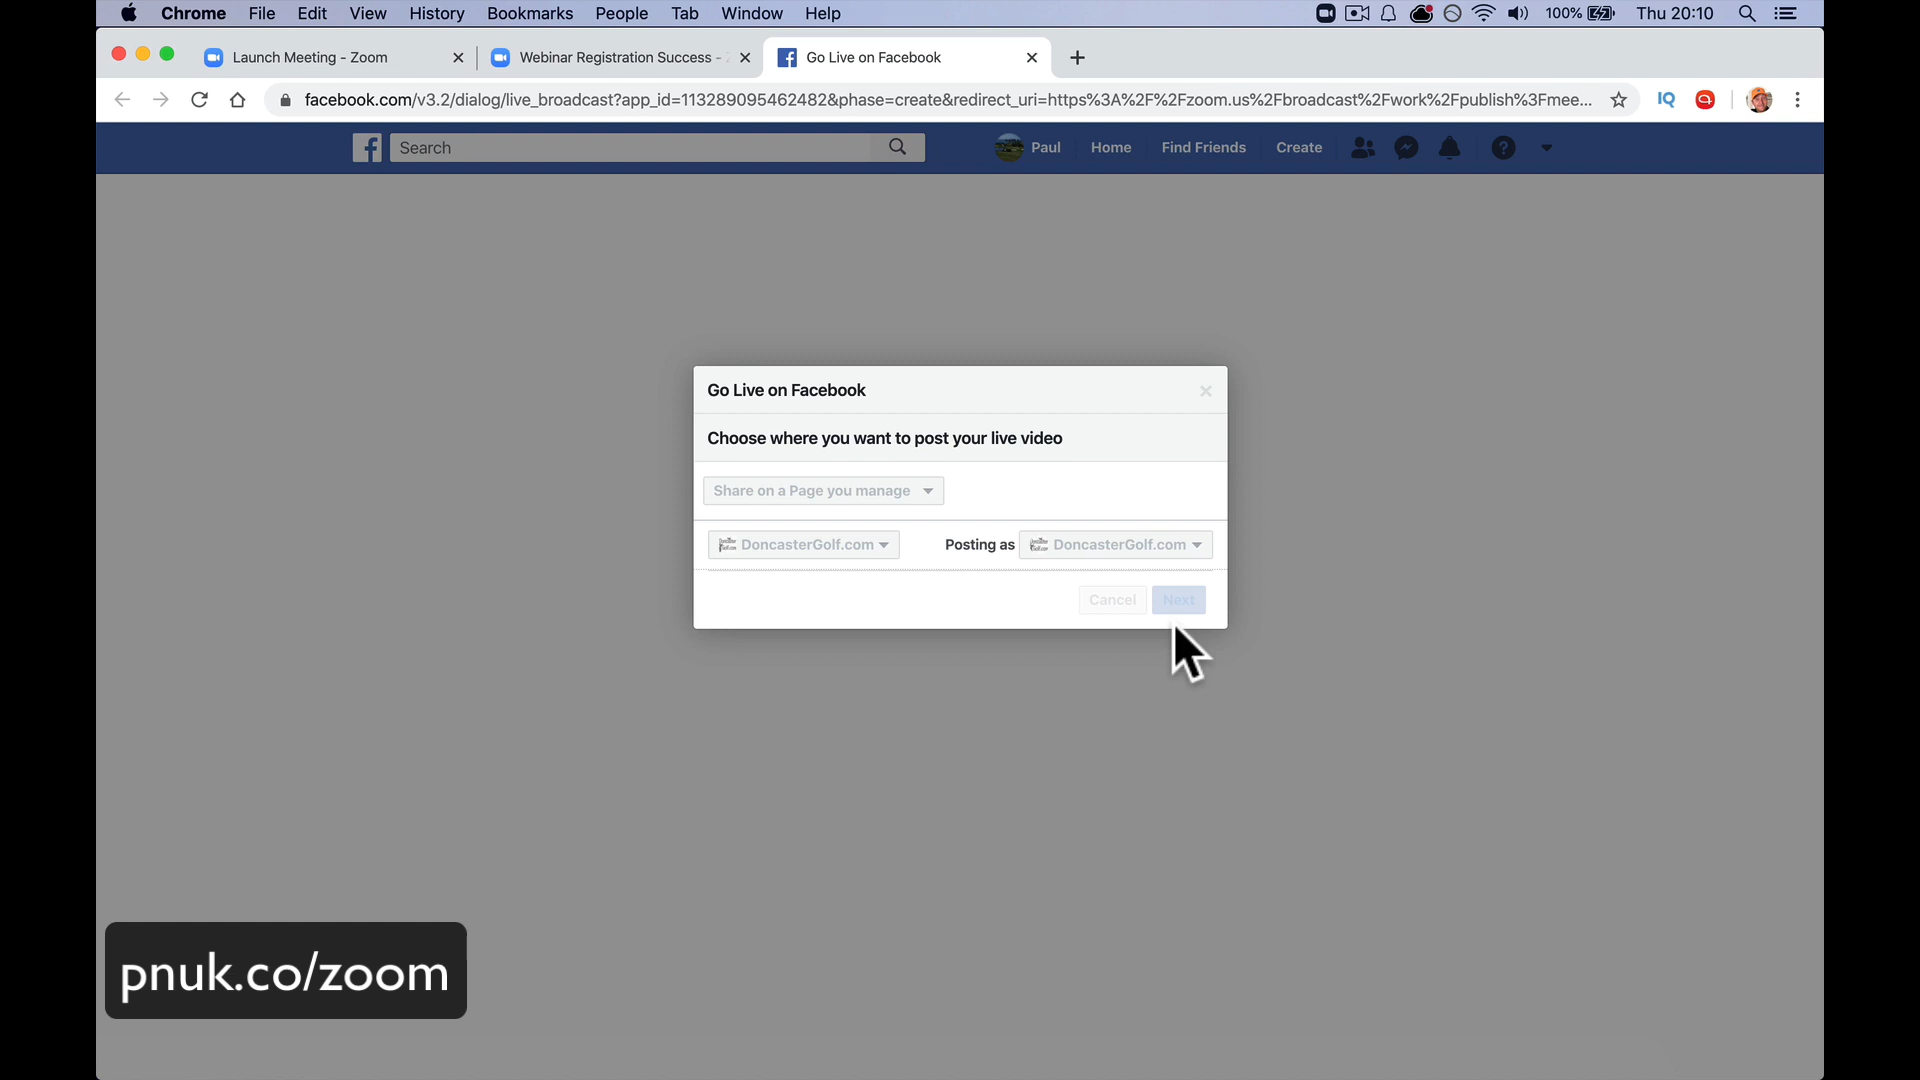 Chrome File Edit View History Bookmarks People Tab Window Help 100% Thu 20:10
Launch Meeting - Zoom Webinar Registration Success - Go Live on Facebook
facebook.com/v3.2/dialog/live_broadcast?app_id=113289095462482&phase=create&redirect_uri=https%3A%2F%2Fzoom.us%2Fbroadcast%2Fwork%2Fpublish%3Fmee... IQ
Search Paul Home Find Friends Create
Go Live on Facebook
Choose where you want to post your live video
Share on a Page you manage
DoncasterGolf.com Posting as DoncasterGolf.com
Cancel Next
pnuk.co/zoom